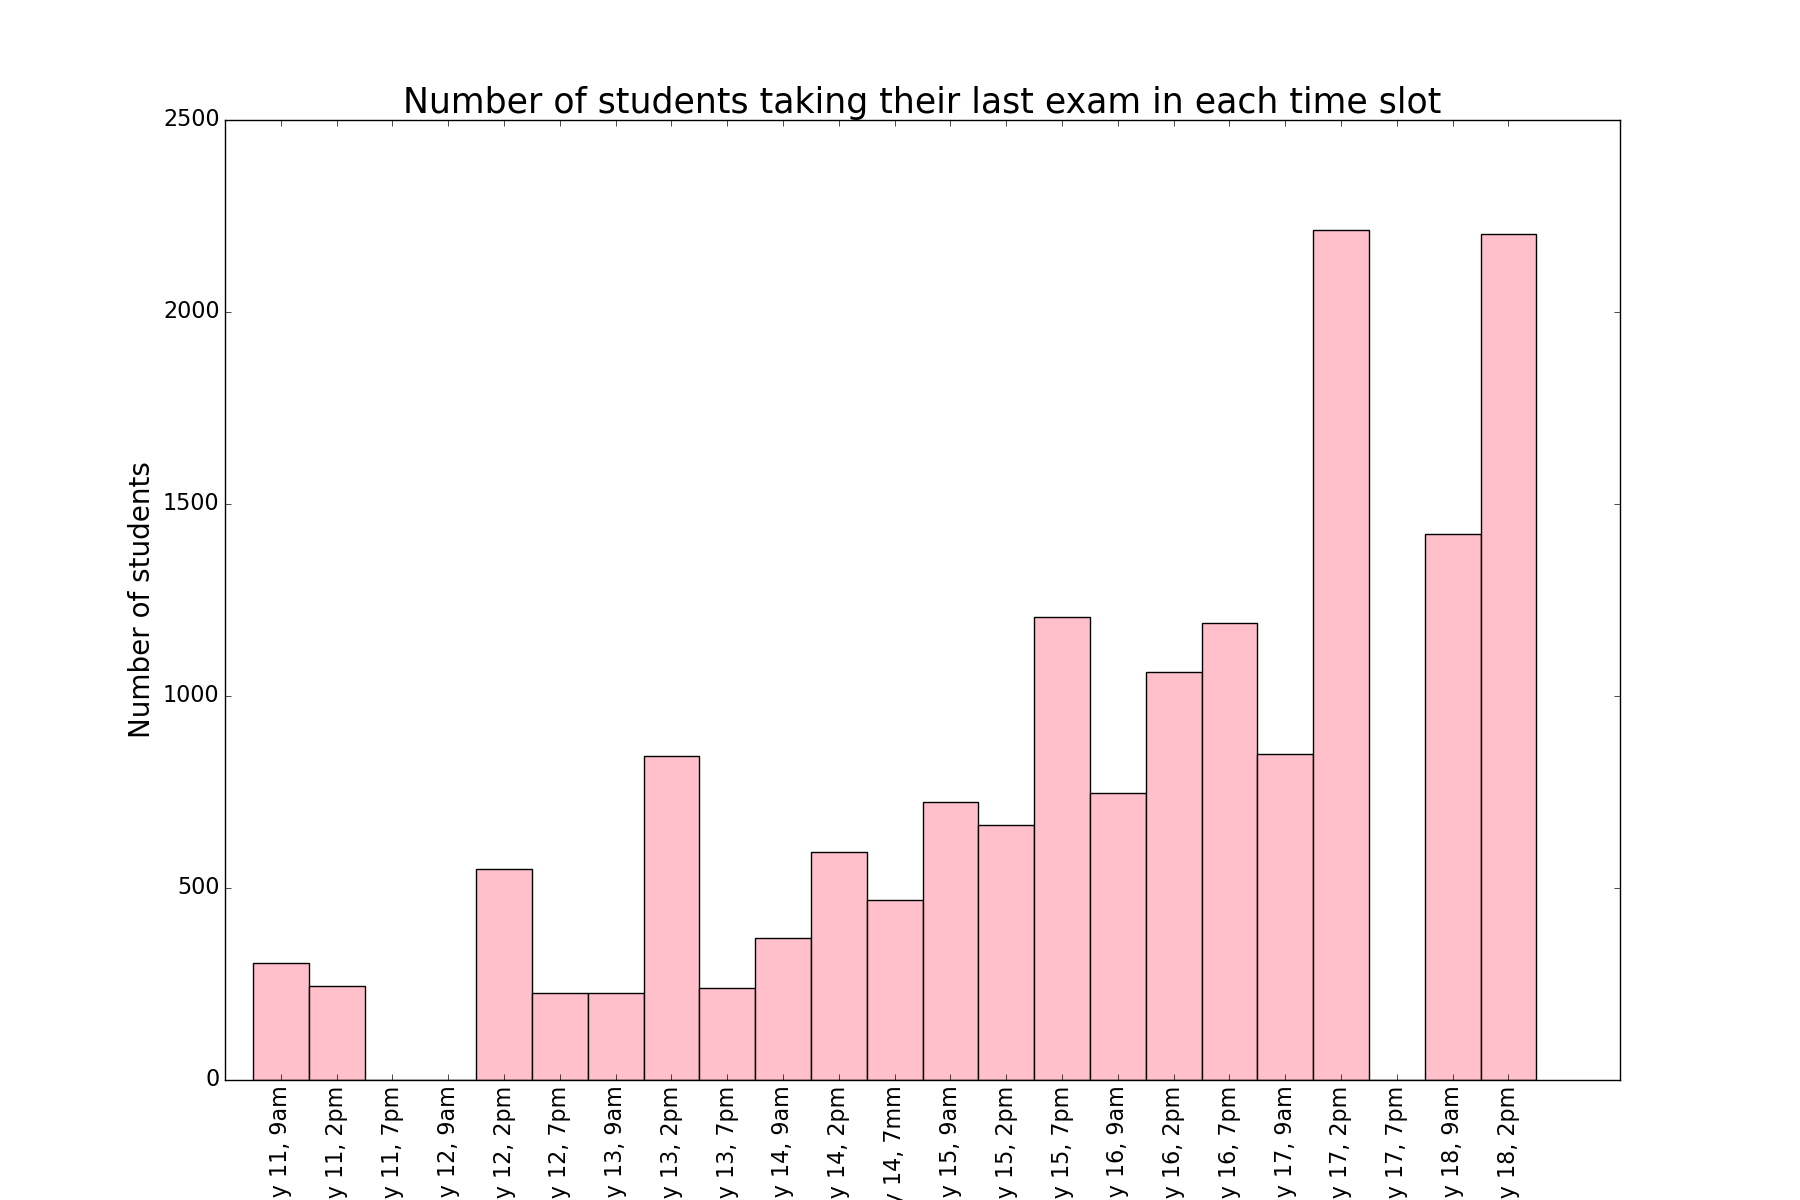 Number of students taking their last exam in each time slot
Number of students
2500
2000
1500
1000
500
0
y 11, 9am
y 11, 2pm
y 11, 7pm
y 12, 9am
y 12, 2pm
y 12, 7pm
y 13, 9am
y 13, 2pm
y 13, 7pm
y 14, 9am
y 14, 2pm
y 14, 7mm
y 15, 9am
y 15, 2pm
y 15, 7pm
y 16, 9am
y 16, 2pm
y 16, 7pm
y 17, 9am
y 17, 2pm
y 17, 7pm
y 18, 9am
y 18, 2pm